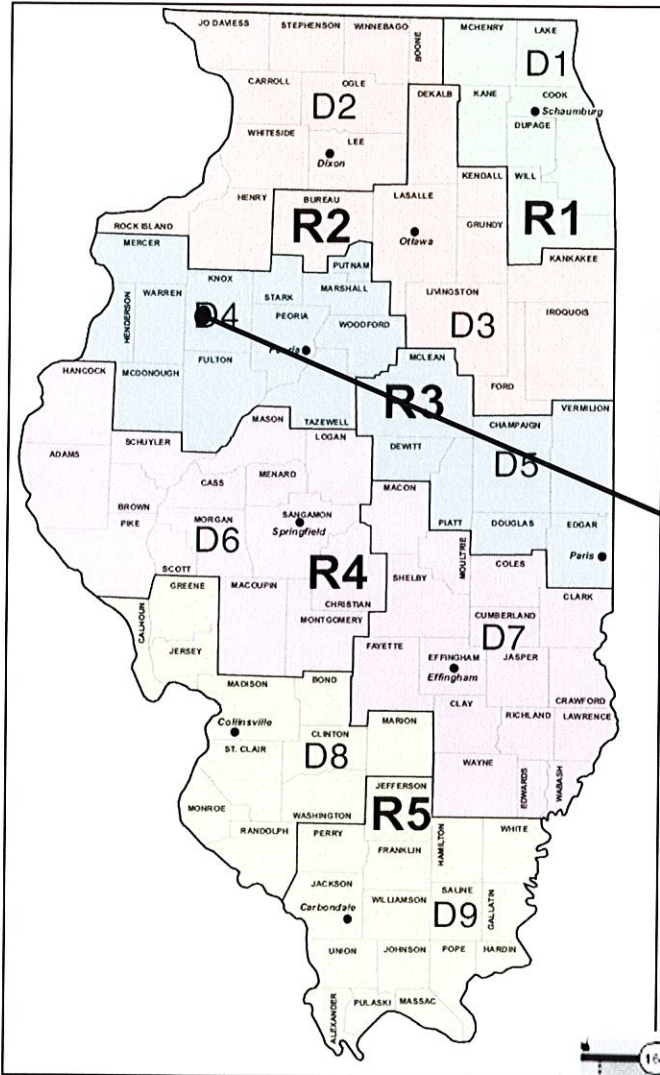 JO DAVIESS
STEPHENSON
WINNEBAGO
BOONE
MCHENRY
LAKE
D1
CARROLL
OGLE
D2
DEKALB
KANE
COOK
Schaumburg
DUPAGE
WHITESIDE
LEE
Dixon
KENDALL
WILL
HENRY
BUREAU
R2
LASALLE
Ottawa
GRUNDY
R1
ROCK ISLAND
MERCER
PUTNAM
KANKAKEE
KNOX
STARK
MARSHALL
LIVINGSTON
HENDERSON
WARREN
D4
PEORIA
WOODFORD
D3
IROQUOIS
Peoria
MCLEAN
HANCOCK
MCDONOUGH
FULTON
R3
FORD
MASON
TAZEWELL
CHAMPAIGN
VERMILION
LOGAN
ADAMS
SCHUYLER
DEWITT
D5
CASS
MENARD
MACON
BROWN
PIKE
MORGAN
SANGAMON
Springfield
D6
PIATT
DOUGLAS
EDGAR
Paris
SCOTT
R4
MOULTRIE
COLES
GREENE
MACOUPIN
CHRISTIAN
SHELBY
CLARK
CALHOUN
MONTGOMERY
CUMBERLAND
D7
JERSEY
FAYETTE
EFFINGHAM
Effingham
JASPER
MADISON
BOND
CLAY
CRAWFORD
Collinsville
RICHLAND
LAWRENCE
CLINTON
MARION
ST. CLAIR
D8
WAYNE
EDWARDS
WABASH
JEFFERSON
R5
MONROE
WASHINGTON
RANDOLPH
PERRY
HAMILTON
WHITE
FRANKLIN
JACKSON
SALINE
Carbondale
WILLIAMSON
D9
GALLATIN
UNION
JOHNSON
POPE
HARDIN
ALEXANDER
PULASKI
MASSAC